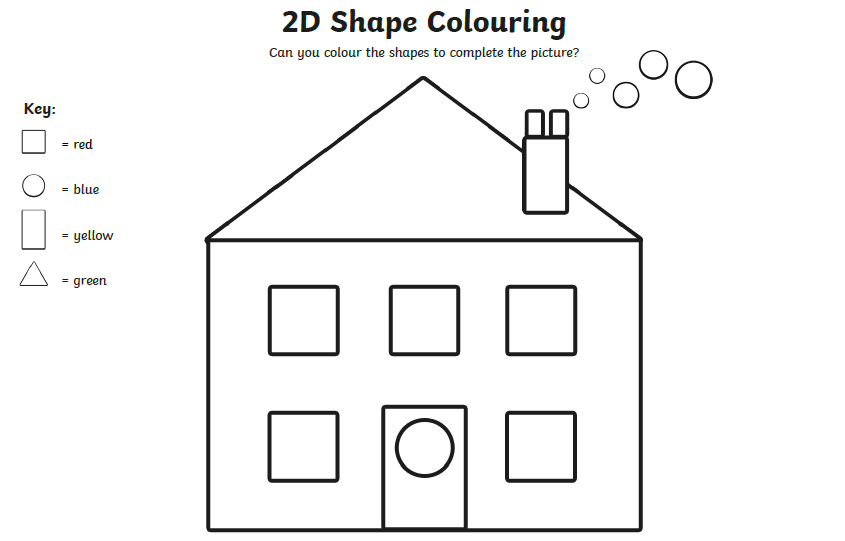 2D Shape Colouring
Can you colour the shapes to complete the picture?
Key:
= red
= blue
= yellow
= green